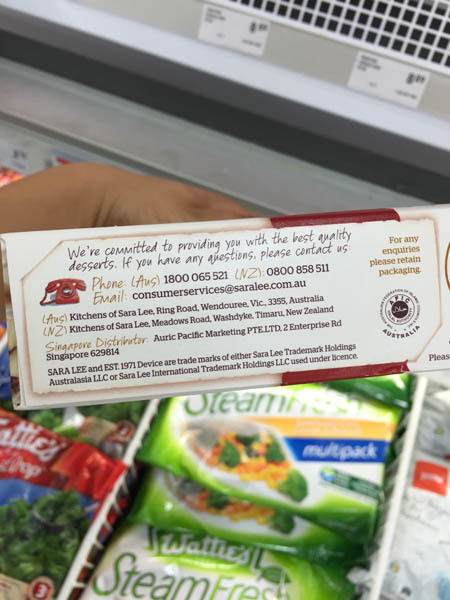 We're committed to providing you with the best quality
desserts. If you have any questions, please contact us:
Phone: (Aus) 1800 065 521 (NZ): 0800 858 511
Email: consumerservices@saralee.com.au
(Aus) Kitchens of Sara Lee, Ring Road, Wendouree, Vic., 3355, Australia
(NZ) Kitchens of Sara Lee, Meadows Road, Washdyke, Timaru, New Zealand
Singapore Distributor: Auric Pacific Marketing PTE.LTD, 2 Enterprise Rd
Singapore 629814
SARA LEE and EST. 1971 Device are trade marks of either Sara Lee Trademark Holdings
Australasia LLC or Sara Lee International Trademark Holdings LLC used under licence.
For any
enquiries
please retain
packaging.
AUSTRALIA
Pleas
SteamFresh
multipack
Wattie's
SteamFres
Wattie's